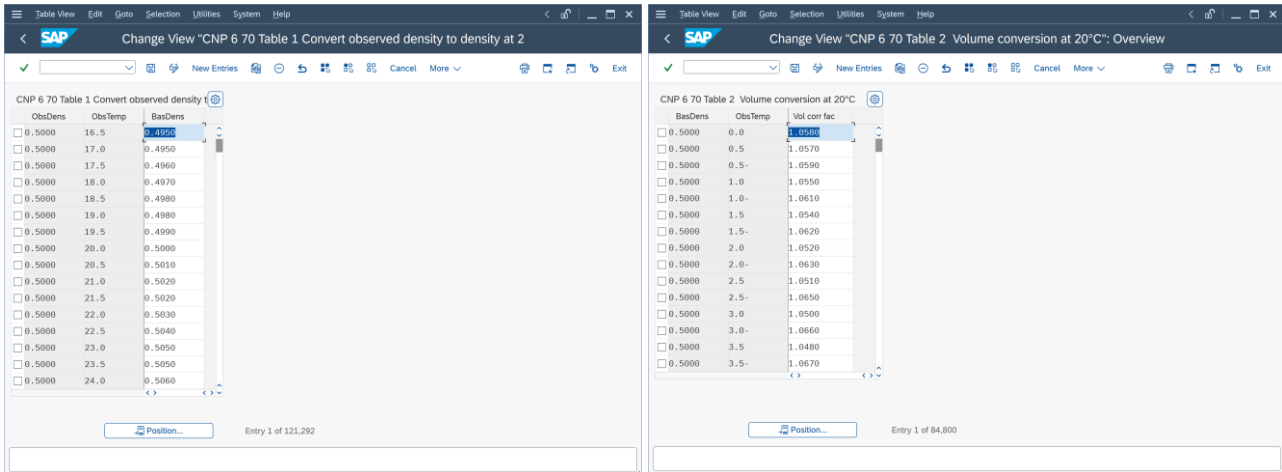 Table View Edit Goto Selection Utilities System Help
SAP Change View "CNP 6 70 Table 1 Convert observed density to density at 2
New Entries Cancel More Exit
CNP 6 70 Table 1 Convert observed density t
ObsDens ObsTemp BasDens
0.5000 16.5 0.4950
0.5000 17.0 0.4950
0.5000 17.5 0.4960
0.5000 18.0 0.4970
0.5000 18.5 0.4980
0.5000 19.0 0.4980
0.5000 19.5 0.4990
0.5000 20.0 0.5000
0.5000 20.5 0.5010
0.5000 21.0 0.5020
0.5000 21.5 0.5020
0.5000 22.0 0.5030
0.5000 22.5 0.5040
0.5000 23.0 0.5050
0.5000 23.5 0.5050
0.5000 24.0 0.5060
Position... Entry 1 of 121,292
Table View Edit Goto Selection Utilities System Help
SAP Change View "CNP 6 70 Table 2 Volume conversion at 20°C": Overview
New Entries Cancel More Exit
CNP 6 70 Table 2 Volume conversion at 20°C
BasDens ObsTemp Vol corr fac
0.5000 0.0 1.0580
0.5000 0.5 1.0570
0.5000 0.5- 1.0590
0.5000 1.0 1.0550
0.5000 1.0- 1.0610
0.5000 1.5 1.0540
0.5000 1.5- 1.0620
0.5000 2.0 1.0520
0.5000 2.0- 1.0630
0.5000 2.5 1.0510
0.5000 2.5- 1.0650
0.5000 3.0 1.0500
0.5000 3.0- 1.0660
0.5000 3.5 1.0480
0.5000 3.5- 1.0670
Position... Entry 1 of 84,800